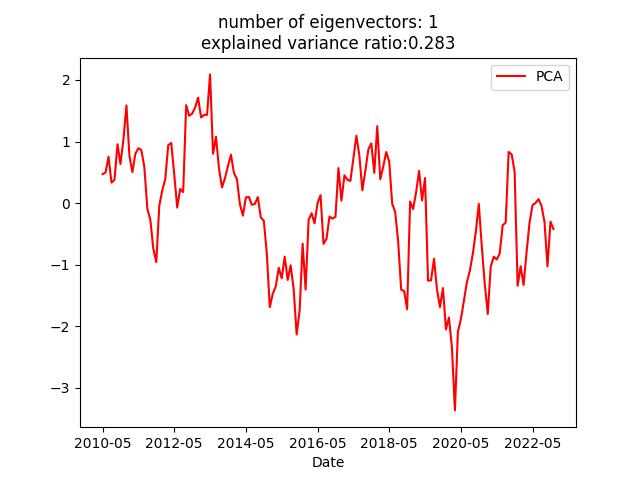 number of eigenvectors: 1
explained variance ratio:0.283
PCA
2
1
0
−1
−2
−3
2010-05 2012-05 2014-05 2016-05 2018-05 2020-05 2022-05
Date